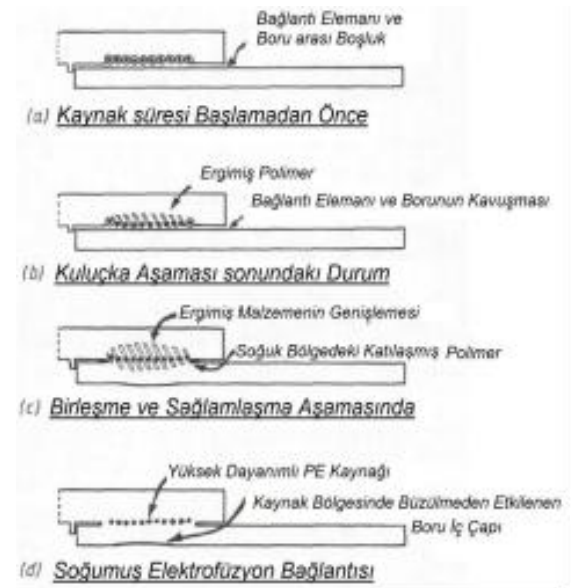 Bağlantı Elemanı ve
Boru arası Boşluk
(a) Kaynak süresi Başlamadan Önce
Ergimiş Polimer
Bağlantı Elemanı ve Borunun Kavuşması
(b) Kuluçka Aşaması sonundaki Durum
Ergimiş Malzemenin Genişlemesi
Soğuk Bölgedeki Katılaşmış Polimer
(c) Birleşme ve Sağlamlaşma Aşamasında
Yüksek Dayanımlı PE Kaynağı
Kaynak Bölgesinde Büzülmeden Etkilenen
Boru İç Çapı
(d) Soğumuş Elektrofüzyon Bağlantısı